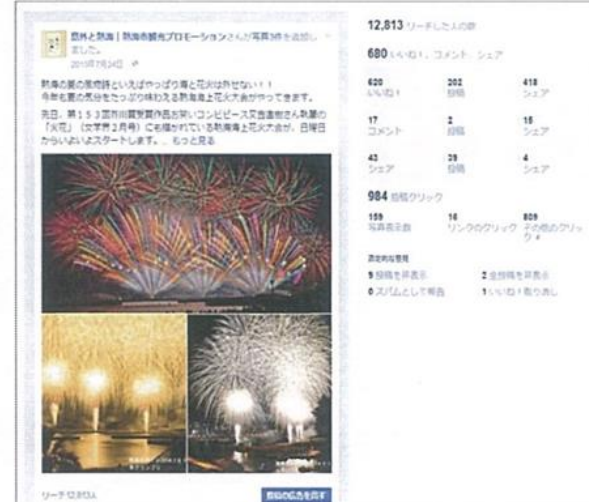 意外と熱海｜熱海市観光プロモーションさんが写真3件を追加し
ました。
2015年7月24日
熱海の夏の風物詩といえばやっぱり海と花火は外せない！！
今年も夏の気分をたっぷり味わえる熱海海上花火大会がやってきます。
先日、第１５３回芥川賞受賞作品お笑いコンビピース又吉直樹さん執筆の
「火花」（文学界２月号）にも描かれている熱海海上花火大会が、日曜日
からいよいよスタートします。... もっと見る
リーチ12,813人
投稿の広告を出す
12,813 リーチした人の数
680 いいね！、コメント、シェア
620 202 418
いいね！ 投稿 シェア
17 2 15
コメント 投稿 シェア
43 39 4
シェア 投稿 シェア
984 投稿クリック
159 16 809
写真表示数 リンクのクリック その他のクリッ
ク
否定的な意見
9 投稿を非表示 2 全投稿を非表示
0 スパムとして報告 1 いいね！取り消し